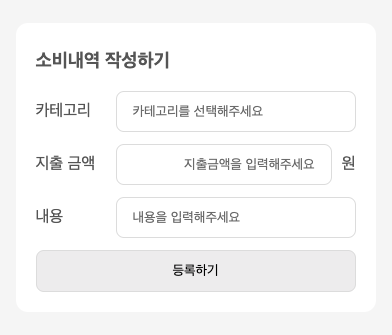 소비내역 작성하기
카테고리 카테고리를 선택해주세요
지출 금액 지출금액을 입력해주세요 원
내용 내용을 입력해주세요
등록하기